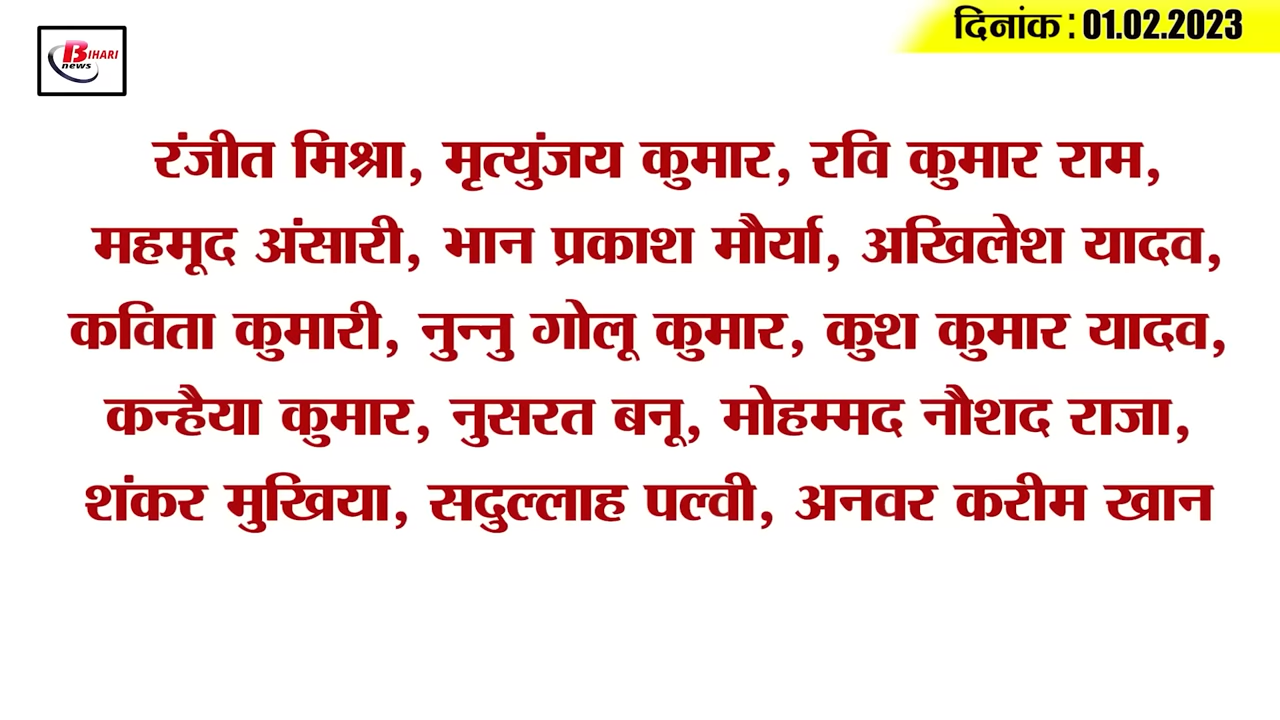 BIHARI
news
दिनांक : 01.02.2023
रंजीत मिश्रा, मृत्युंजय कुमार, रवि कुमार राम,
महमूद अंसारी, भान प्रकाश मौर्या, अखिलेश यादव,
कविता कुमारी, नुन्नु गोलू कुमार, कुश कुमार यादव,
कन्हैया कुमार, नुसरत बनू, मोहम्मद नौशद राजा,
शंकर मुखिया, सदुल्लाह पल्वी, अनवर करीम खान